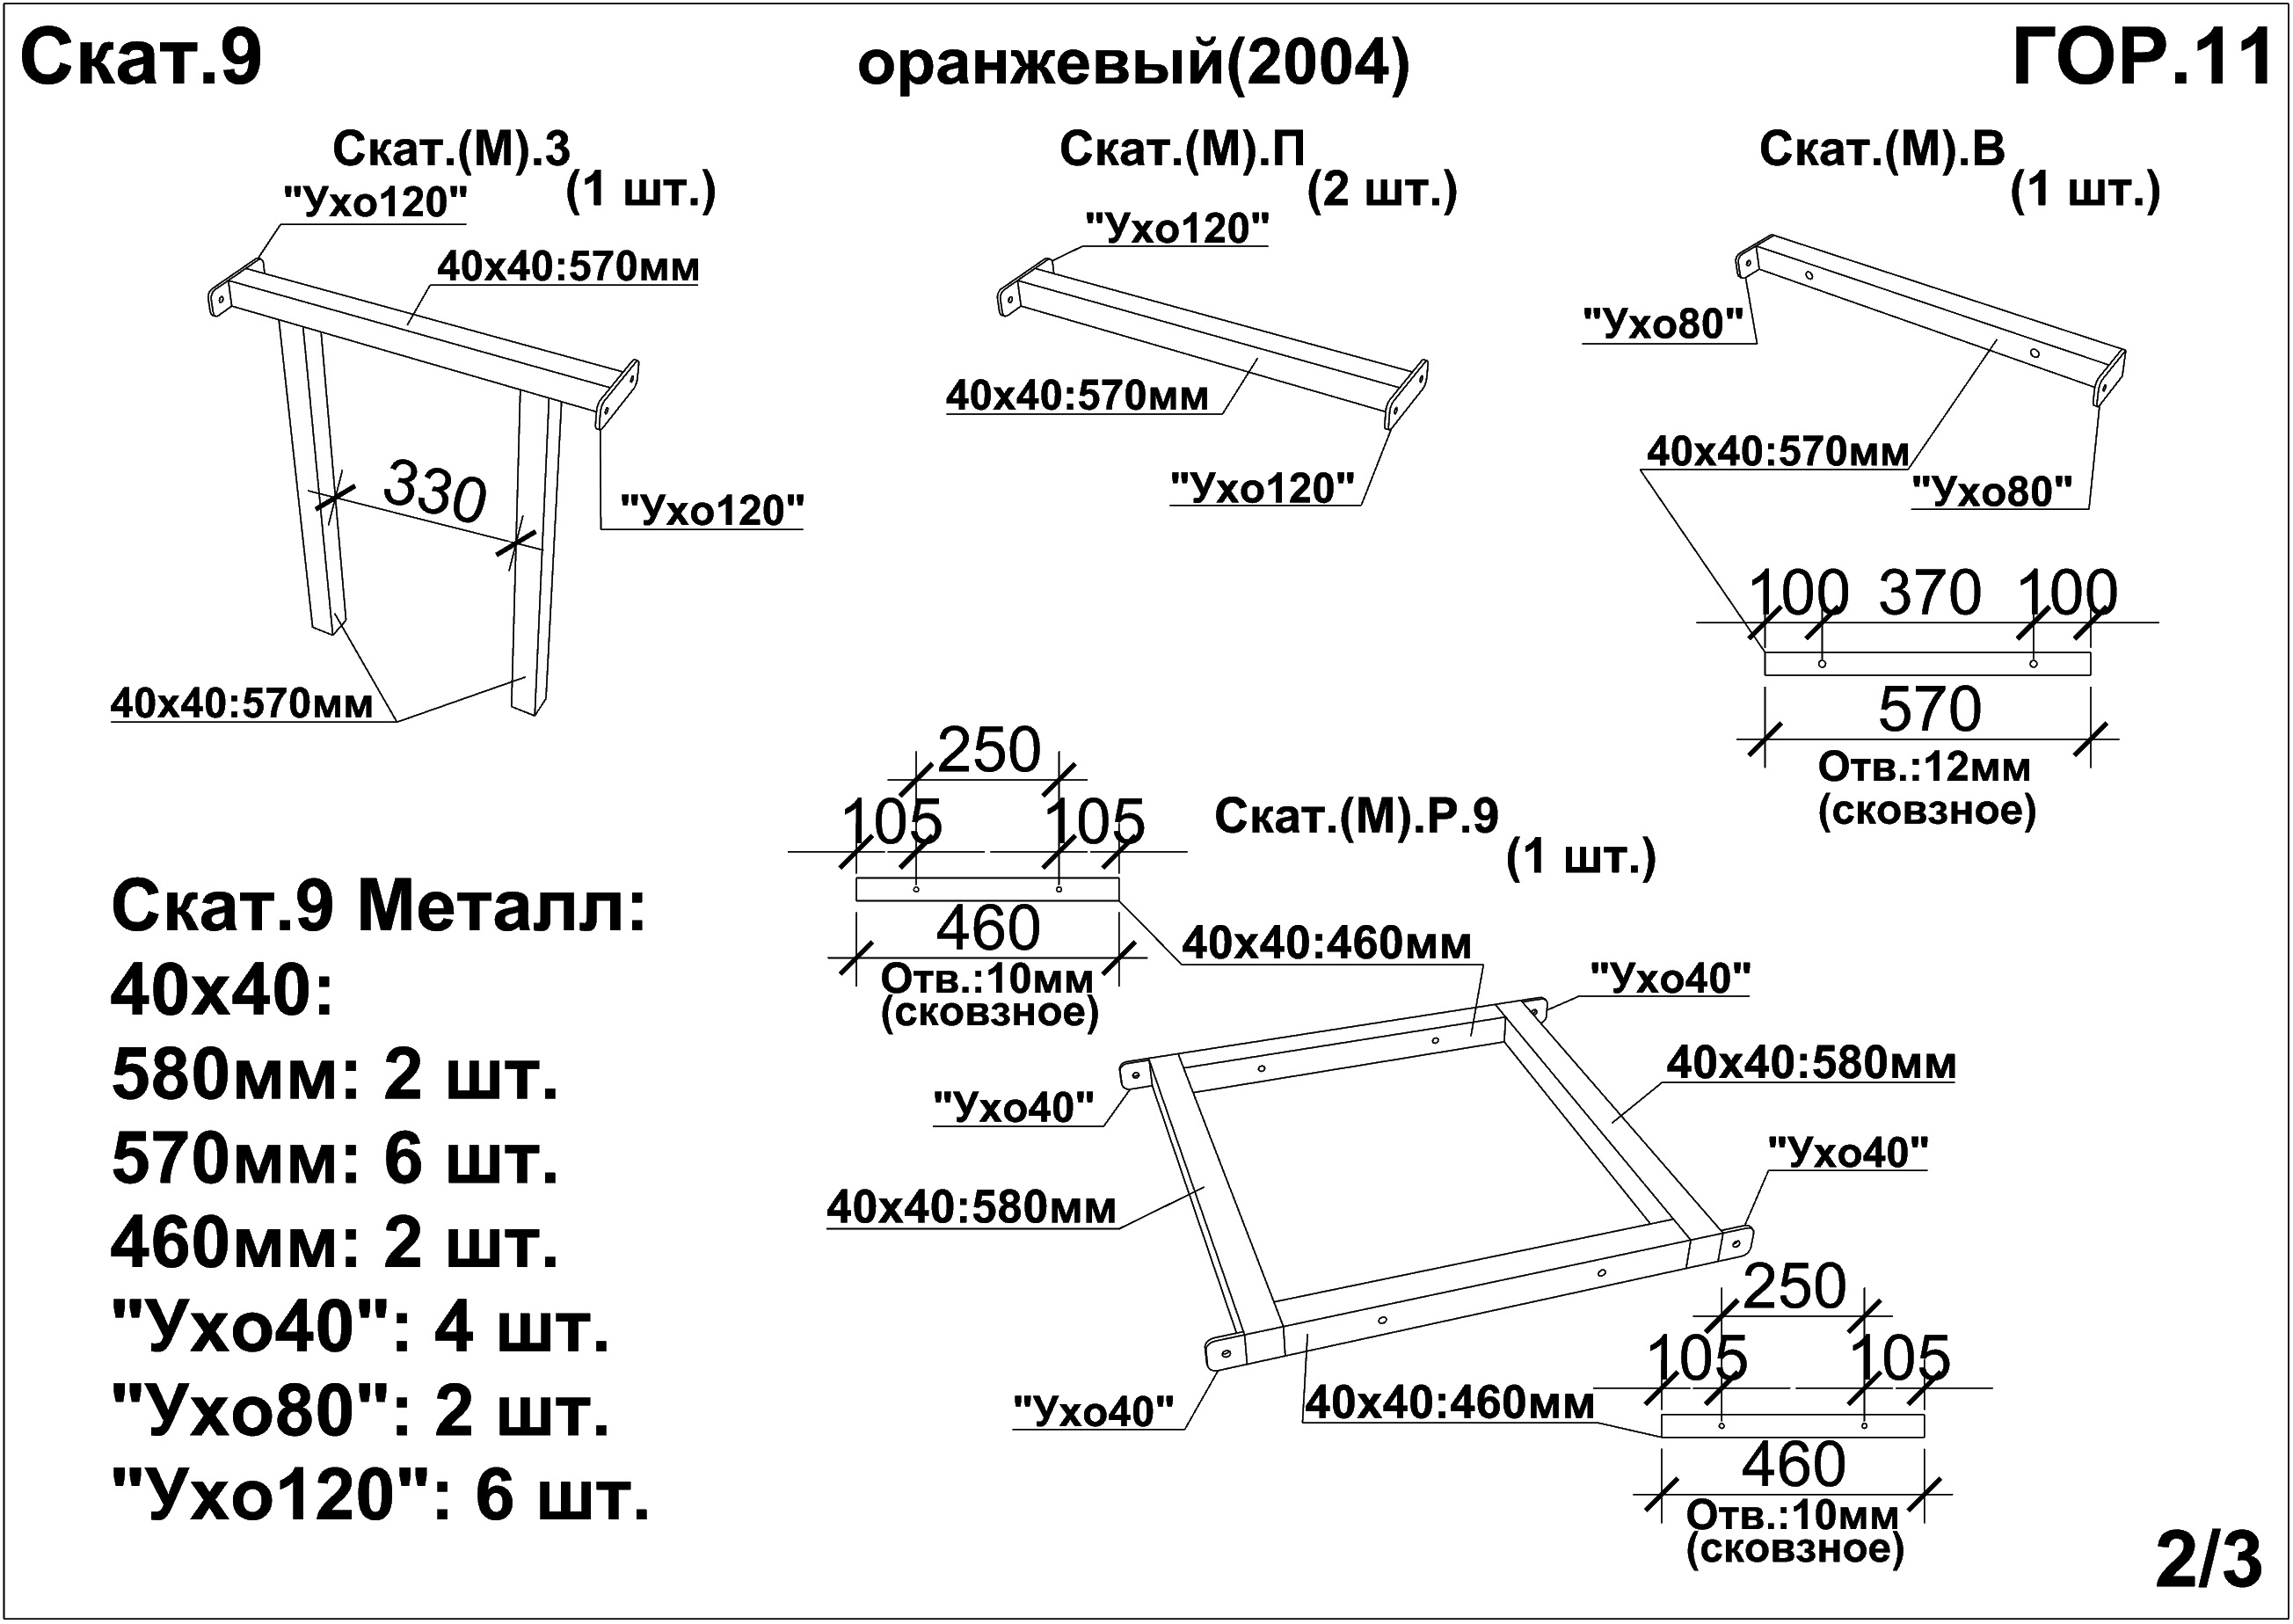 Скат.9
оранжевый(2004)
ГОР.11
Скат.(М).З
(1 шт.)
"Ухо120"
40х40:570мм
330
"Ухо120"
40х40:570мм
Скат.(М).П
(2 шт.)
"Ухо120"
40х40:570мм
"Ухо120"
Скат.(М).В
(1 шт.)
"Ухо80"
40х40:570мм
"Ухо80"
100 370 100
570
Отв.:12мм
(сковзное)
250
105 105
460
Отв.:10мм
(сковзное)
Скат.(М).Р.9
(1 шт.)
40х40:460мм
"Ухо40"
40х40:580мм
"Ухо40"
"Ухо40"
40х40:580мм
"Ухо40"
40х40:460мм
250
105 105
460
Отв.:10мм
(сковзное)
Скат.9 Металл:
40х40:
580мм: 2 шт.
570мм: 6 шт.
460мм: 2 шт.
"Ухо40": 4 шт.
"Ухо80": 2 шт.
"Ухо120": 6 шт.
2/3